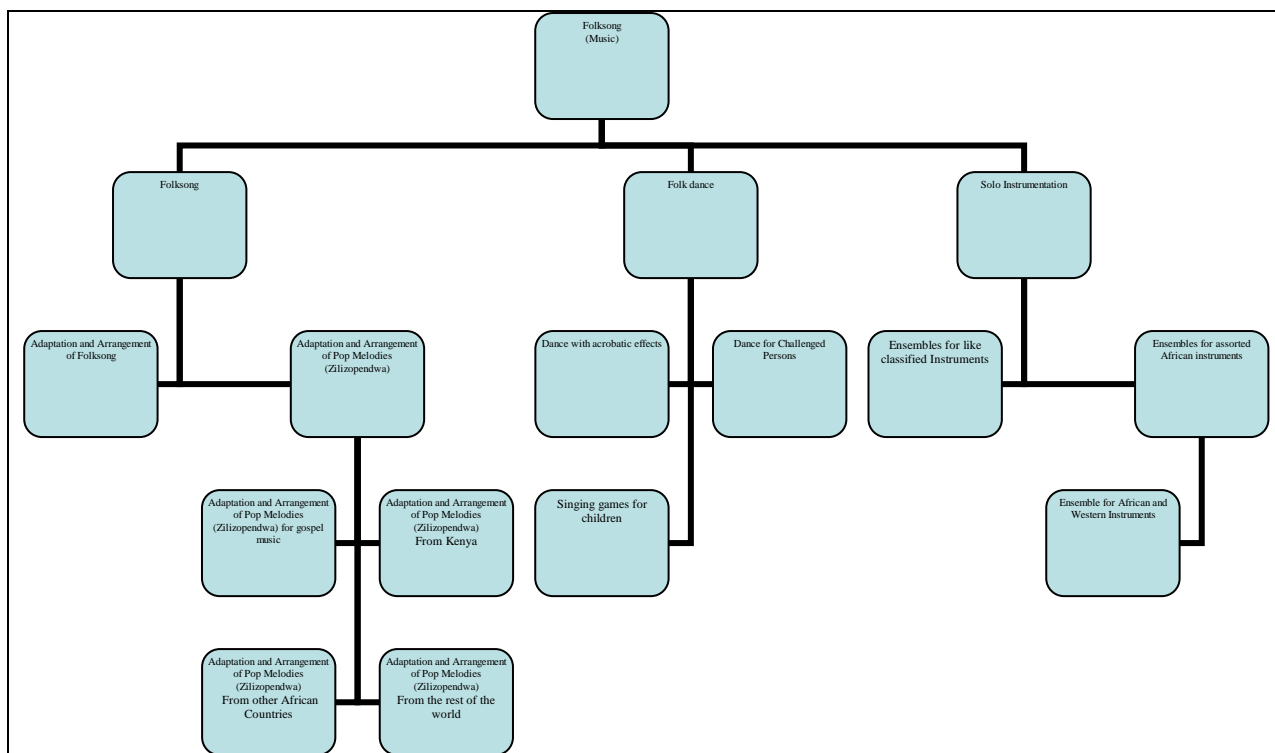 Folksong
(Music)
Folksong
Folk dance
Solo Instrumentation
Adaptation and Arrangement
of Folksong
Adaptation and Arrangement
of Pop Melodies
(Zilizopendwa)
Dance with acrobatic effects
Dance for Challenged
Persons
Ensembles for like
classified Instruments
Ensembles for assorted
African instruments
Adaptation and Arrangement
of Pop Melodies
(Zilizopendwa) for gospel
music
Adaptation and Arrangement
of Pop Melodies
(Zilizopendwa)
From Kenya
Singing games for
children
Ensemble for African and
Western Instruments
Adaptation and Arrangement
of Pop Melodies
(Zilizopendwa)
From other African
Countries
Adaptation and Arrangement
of Pop Melodies
(Zilizopendwa)
From the rest of the
world